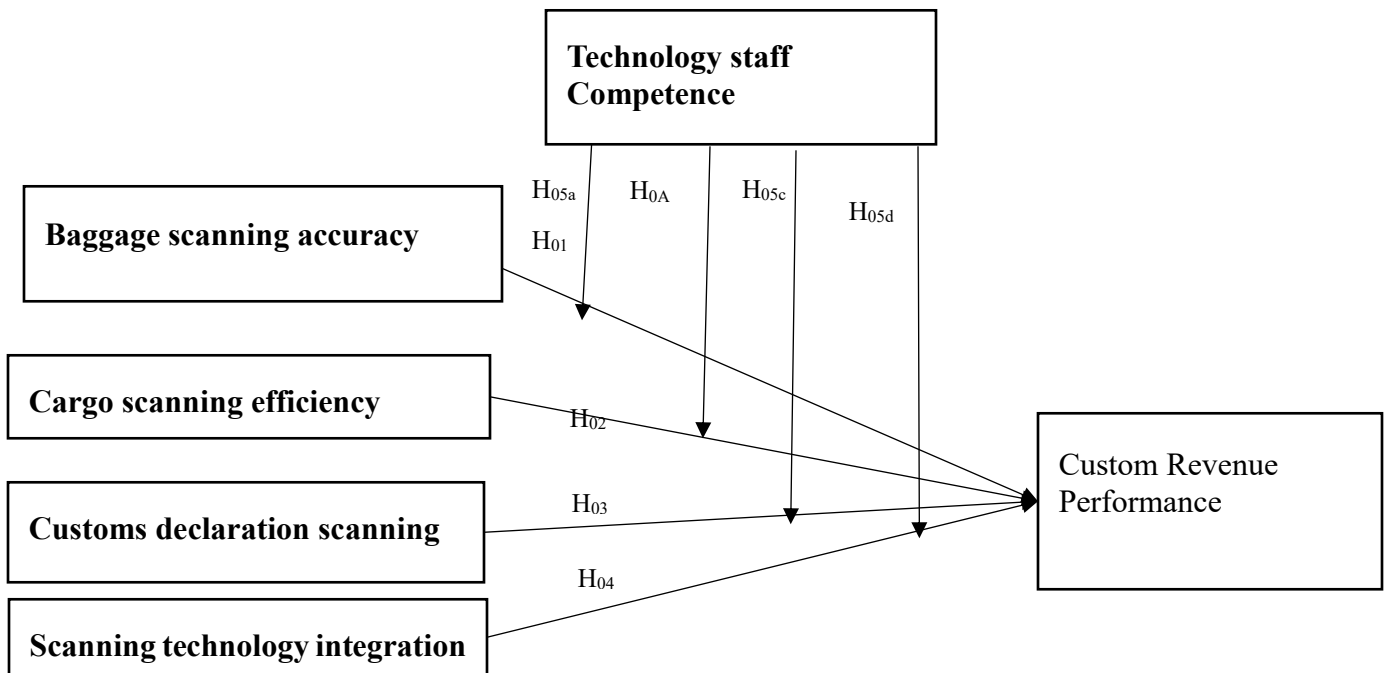 Technology staff
Competence
H05a
H0A
H05c
H05d
Baggage scanning accuracy
H01
Cargo scanning efficiency
H02
Custom Revenue
Performance
Customs declaration scanning
H03
H04
Scanning technology integration